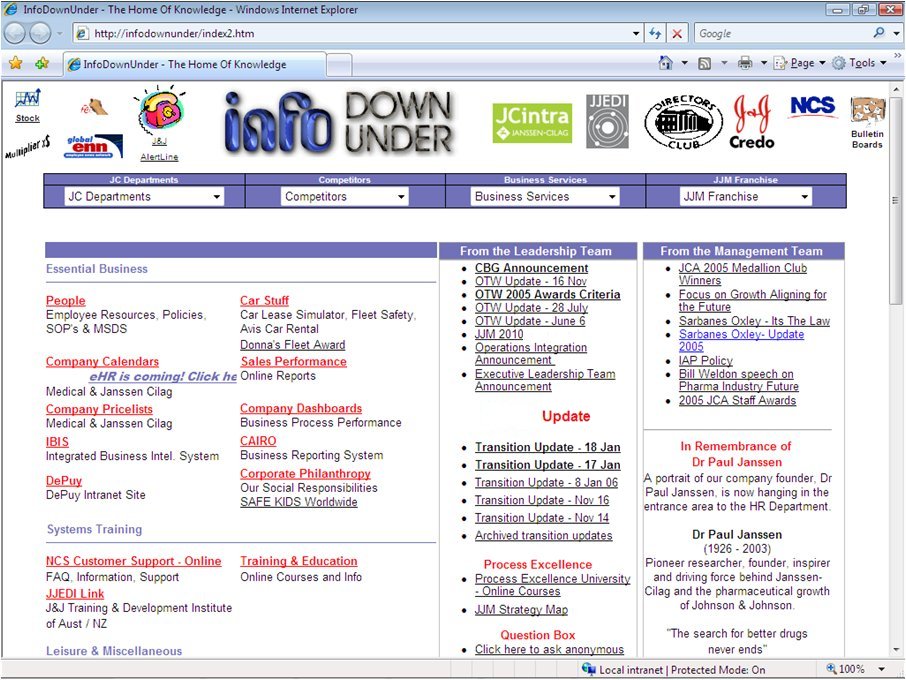 InfoDownUnder - The Home Of Knowledge - Windows Internet Explorer
http://infodownunder/index2.htm
Google
InfoDownUnder - The Home Of Knowledge
Page
Tools
Stock
Multiplier $
global
enn
J&J
AlertLine
info DOWN UNDER
JCintra
JANSSEN-CILAG
JJEDI
DIRECTORS CLUB
J&J
Credo
NCS
Bulletin
Boards
JC Departments
Competitors
Business Services
JJM Franchise
JC Departments
Competitors
Business Services
JJM Franchise
Essential Business
People
Employee Resources, Policies,
SOP's & MSDS
Car Stuff
Car Lease Simulator, Fleet Safety,
Avis Car Rental
Donna's Fleet Award
Company Calendars
eHR is coming! Click he
Medical & Janssen Cilag
Sales Performance
Online Reports
Company Pricelists
Medical & Janssen Cilag
Company Dashboards
Business Process Performance
IBIS
Integrated Business Intel. System
CAIRO
Business Reporting System
DePuy
DePuy Intranet Site
Corporate Philanthropy
Our Social Responsibilities
SAFE KIDS Worldwide
Systems Training
NCS Customer Support - Online
FAQ, Information, Support
Training & Education
Online Courses and Info
JJEDI Link
J&J Training & Development Institute
of Aust / NZ
Leisure & Miscellaneous
From the Leadership Team
CBG Announcement
OTW Update - 16 Nov
OTW 2005 Awards Criteria
OTW Update - 28 July
OTW Update - June 6
JJM 2010
Operations Integration
Announcement
Executive Leadership Team
Announcement
Update
Transition Update - 18 Jan
Transition Update - 17 Jan
Transition Update - 8 Jan 06
Transition Update - Nov 16
Transition Update - Nov 14
Archived transition updates
Process Excellence
Process Excellence University
- Online Courses
JJM Strategy Map
Question Box
Click here to ask anonymous
From the Management Team
JCA 2005 Medallion Club
Winners
Focus on Growth Aligning for
the Future
Sarbanes Oxley - Its The Law
Sarbanes Oxley- Update
2005
IAP Policy
Bill Weldon speech on
Pharma Industry Future
2005 JCA Staff Awards
In Remembrance of
Dr Paul Janssen
A portrait of our company founder, Dr
Paul Janssen, is now hanging in the
entrance area to the HR Department.
Dr Paul Janssen
(1926 - 2003)
Pioneer researcher, founder, inspirer
and driving force behind Janssen-
Cilag and the pharmaceutical growth
of Johnson & Johnson.
"The search for better drugs
never ends"
Local intranet | Protected Mode: On
100%